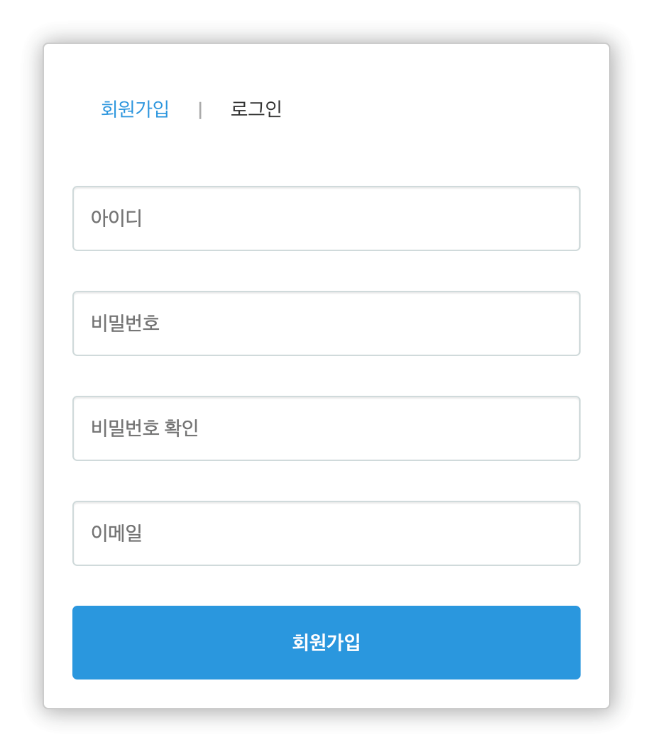 회원가입 | 로그인
아이디
비밀번호
비밀번호 확인
이메일
회원가입